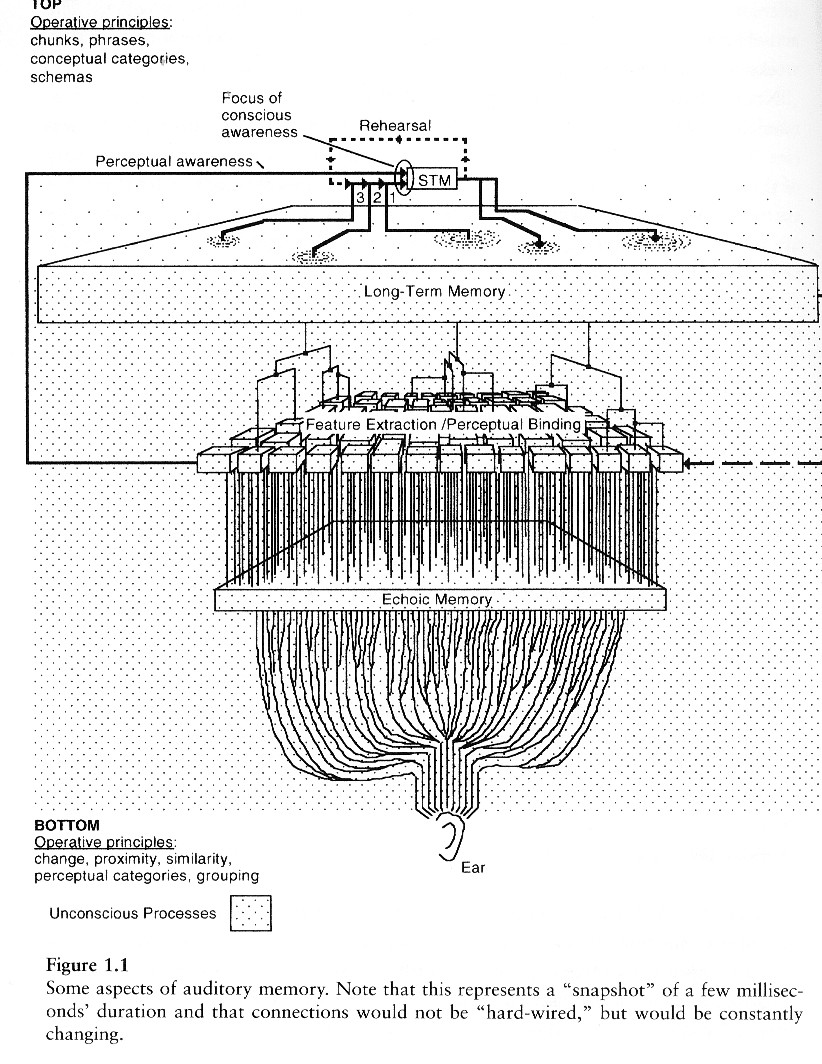 TOP
Operative principles:
chunks, phrases,
conceptual categories,
schemas
Focus of
conscious
awareness
Rehearsal
Perceptual awareness
STM
3 2 1
Long-Term Memory
Feature Extraction /Perceptual Binding
Echoic Memory
BOTTOM
Operative principles:
change, proximity, similarity,
perceptual categories, grouping
Ear
Unconscious Processes
Figure 1.1
Some aspects of auditory memory. Note that this represents a “snapshot” of a few millisec-
onds’ duration and that connections would not be “hard-wired,” but would be constantly
changing.